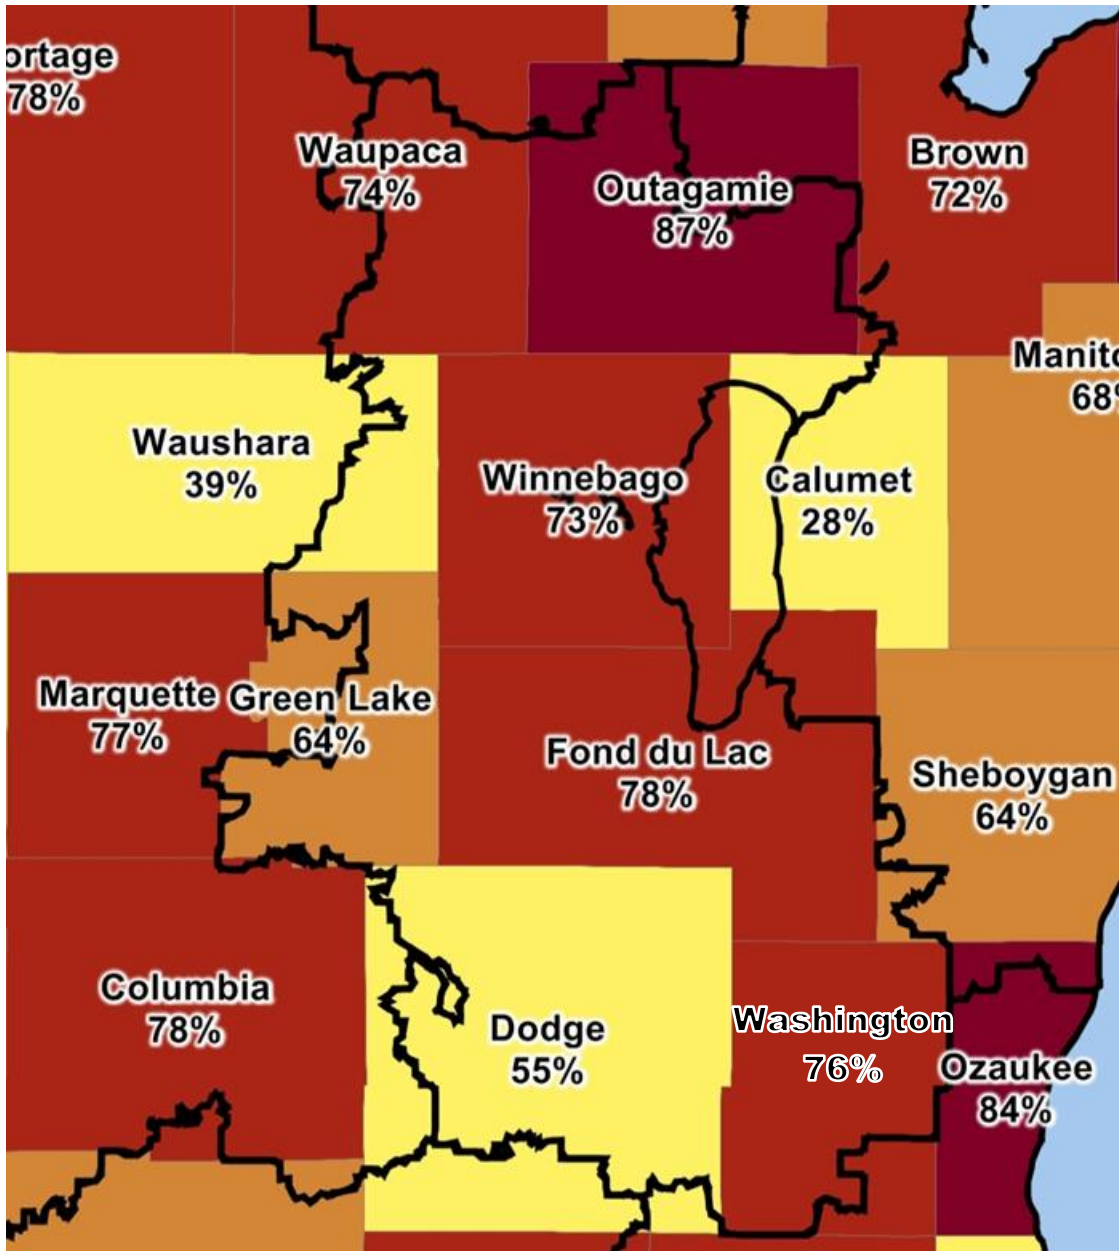 ortage
78%
Waupaca
74%
Outagamie
87%
Brown
72%
Manito
68%
Waushara
39%
Winnebago
73%
Calumet
28%
Marquette
77%
Green Lake
64%
Fond du Lac
78%
Sheboygan
64%
Columbia
78%
Dodge
55%
Washington
76%
Ozaukee
84%